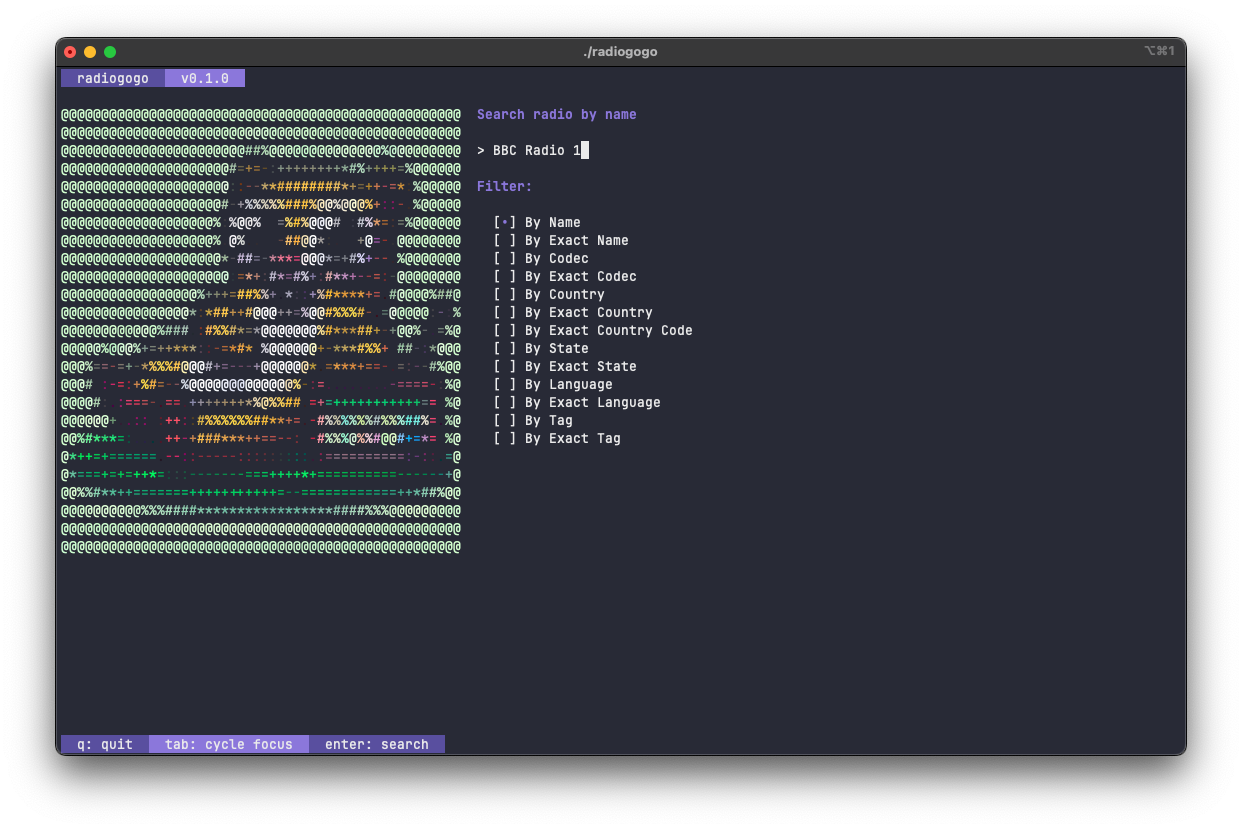 ./radiogogo
⌥⌘1
radiogogo v0.1.0
Search radio by name
> BBC Radio 1
Filter:
[•] By Name
[ ] By Exact Name
[ ] By Codec
[ ] By Exact Codec
[ ] By Country
[ ] By Exact Country
[ ] By Exact Country Code
[ ] By State
[ ] By Exact State
[ ] By Language
[ ] By Exact Language
[ ] By Tag
[ ] By Exact Tag
q: quit tab: cycle focus enter: search